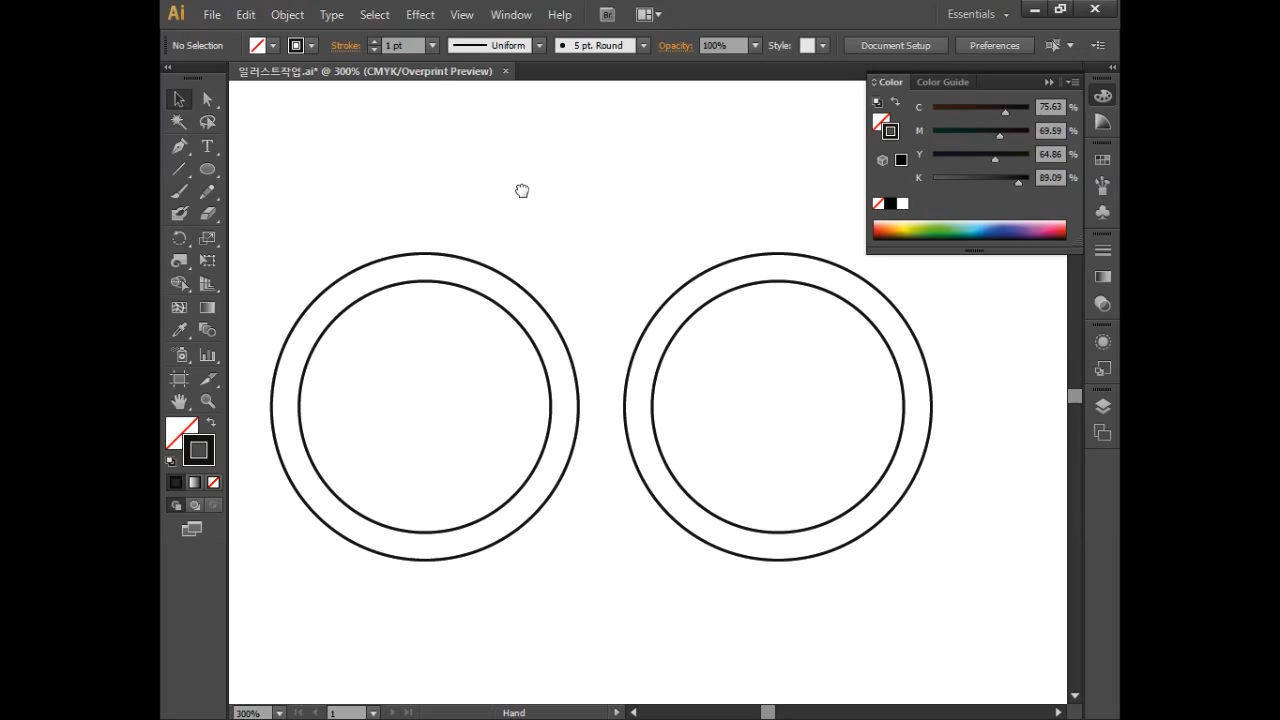 Ai File Edit Object Type Select Effect View Window Help Br Essentials
No Selection Stroke: 1 pt Uniform 5 pt. Round Opacity: 100% Style: Document Setup Preferences
일러스트작업.ai* @ 300% (CMYK/Overprint Preview) ×
Color Color Guide
C 75.63 %
M 69.59 %
Y 64.86 %
K 89.09 %
T
300% 1 Hand